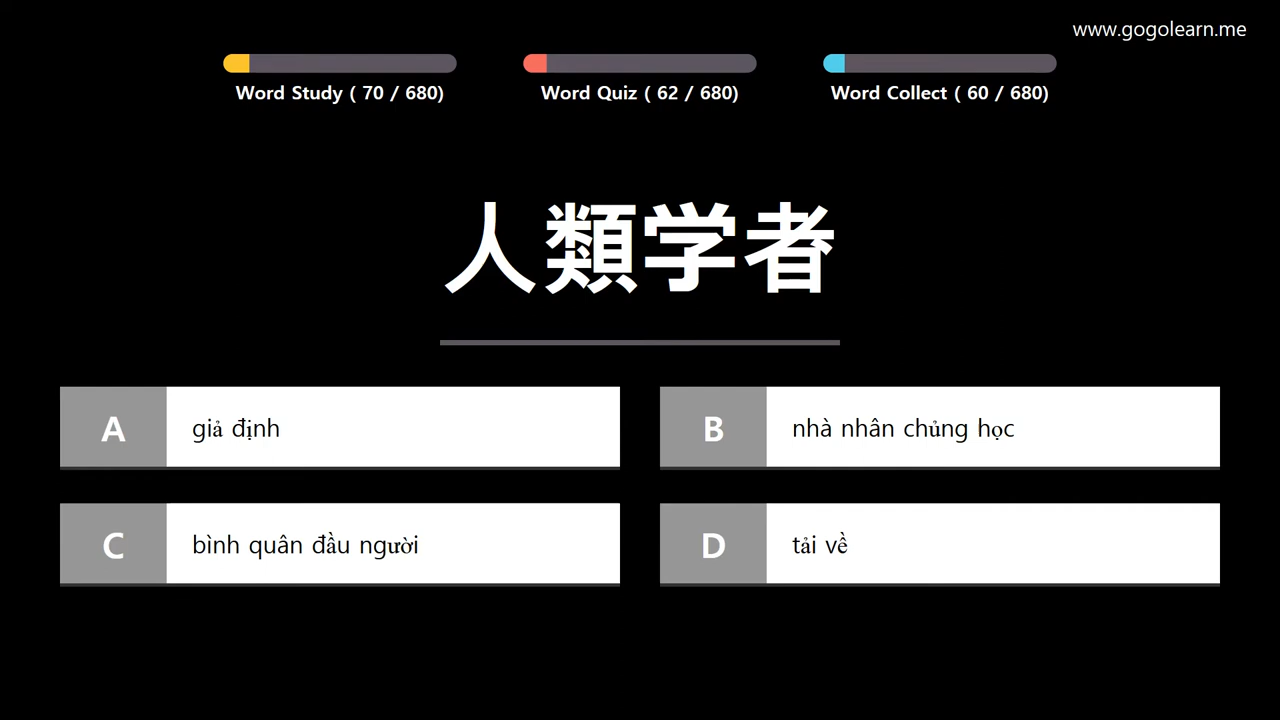 www.gogolearn.me
Word Study ( 70 / 680)
Word Quiz ( 62 / 680)
Word Collect ( 60 / 680)
人類学者
A
giả định
B
nhà nhân chủng học
C
bình quân đầu người
D
tải về